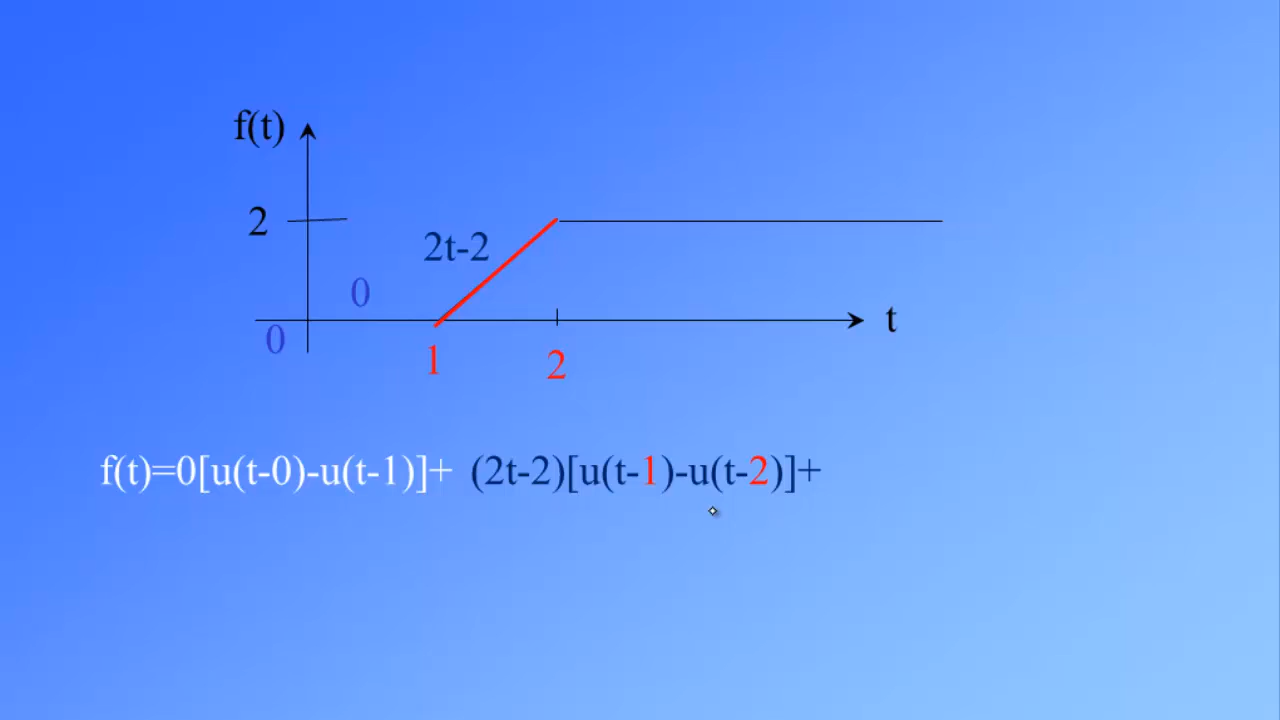 f(t)
2
2t-2
0
0
t
1
2
f(t)=0[u(t-0)-u(t-1)]+ (2t-2)[u(t-1)-u(t-2)]+